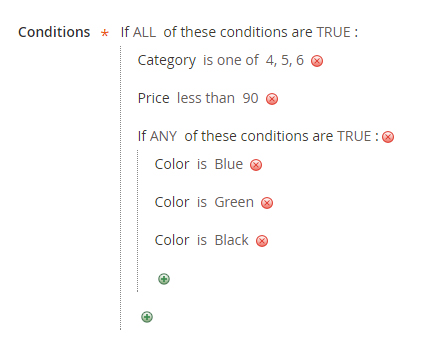 Conditions * If ALL of these conditions are TRUE :
Category is one of 4, 5, 6
Price less than 90
If ANY of these conditions are TRUE :
Color is Blue
Color is Green
Color is Black